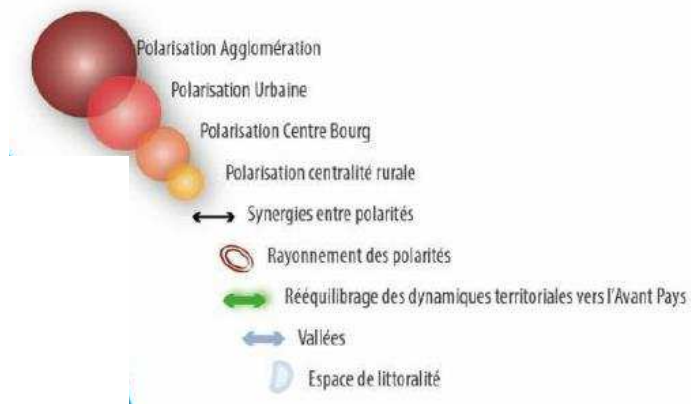 Polarisation Agglomération
Polarisation Urbaine
Polarisation Centre Bourg
Polarisation centralité rurale
Synergies entre polarités
Rayonnement des polarités
Rééquilibrage des dynamiques territoriales vers l'Avant Pays
Vallées
Espace de littoralité